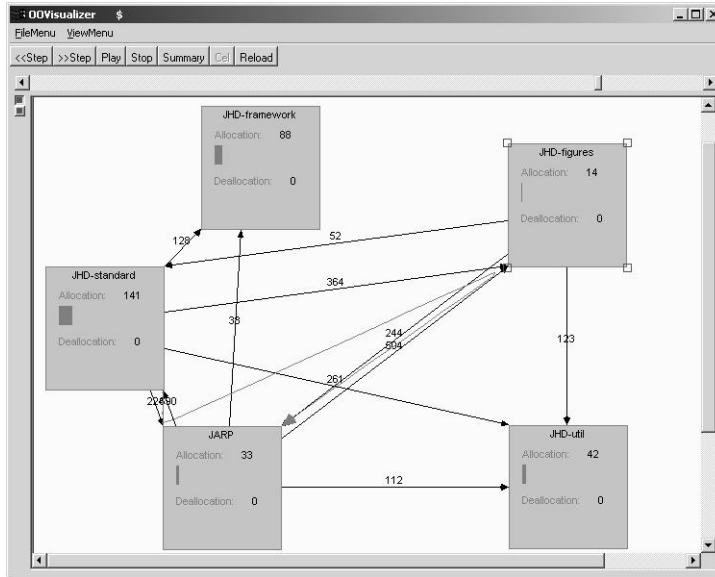 OOVisualizer $
FileMenu ViewMenu
<<Step >>Step Play Stop Summary Cel Reload
JHD-framework
Allocation: 88
Deallocation: 0
JHD-figures
Allocation: 14
Deallocation: 0
128
52
JHD-standard
Allocation: 141
Deallocation: 0
364
33
244
123
261
JARP
Allocation: 33
Deallocation: 0
JHD-util
Allocation: 42
Deallocation: 0
112